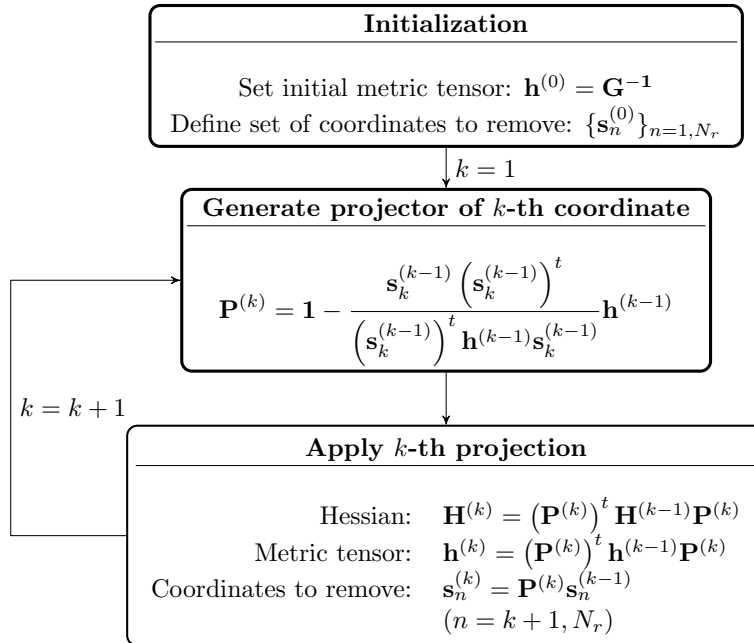 Initialization
Set initial metric tensor: h^{(0)} = G^{-1}
Define set of coordinates to remove: {s_n^{(0)}}_{n=1,N_r}
k = 1
Generate projector of k-th coordinate
P^{(k)} = 1 − \frac{s_k^{(k−1)} (s_k^{(k−1)})^t}{(s_k^{(k−1)})^t h^{(k−1)} s_k^{(k−1)}} h^{(k−1)}
k = k + 1
Apply k-th projection
Hessian: H^{(k)} = (P^{(k)})^t H^{(k−1)} P^{(k)}
Metric tensor: h^{(k)} = (P^{(k)})^t h^{(k−1)} P^{(k)}
Coordinates to remove: s_n^{(k)} = P^{(k)} s_n^{(k−1)}
(n = k + 1, N_r)